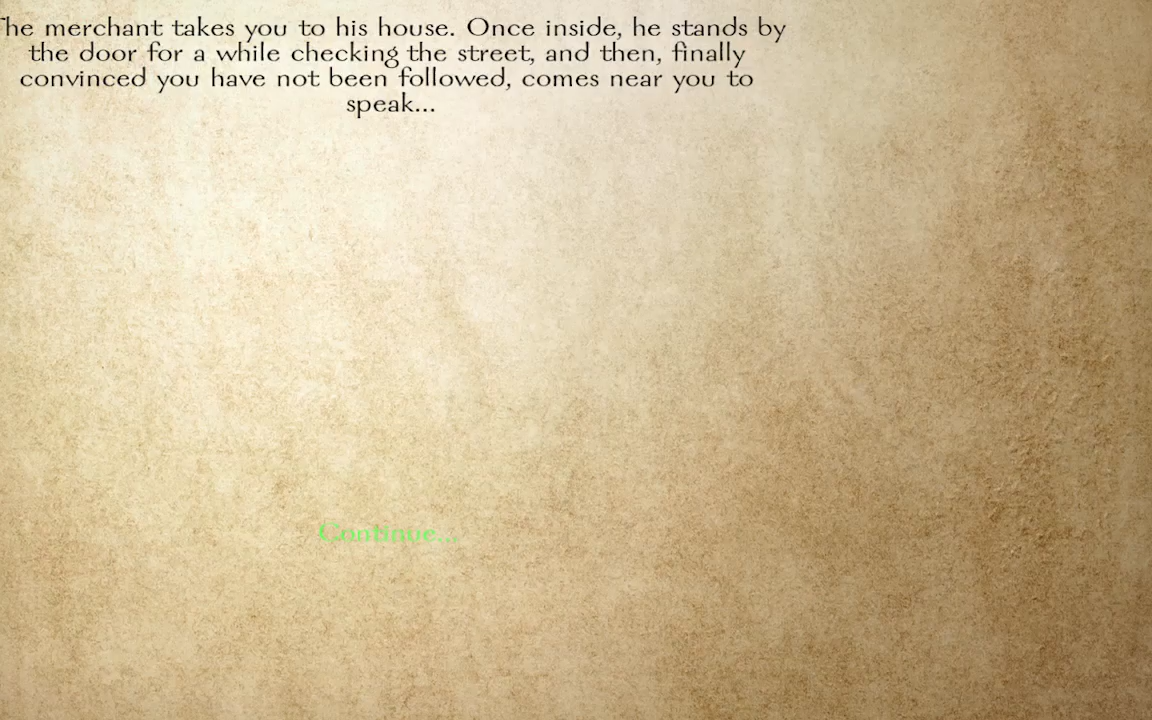 The merchant takes you to his house. Once inside, he stands by
the door for a while checking the street, and then, finally
convinced you have not been followed, comes near you to
speak...
Continue...